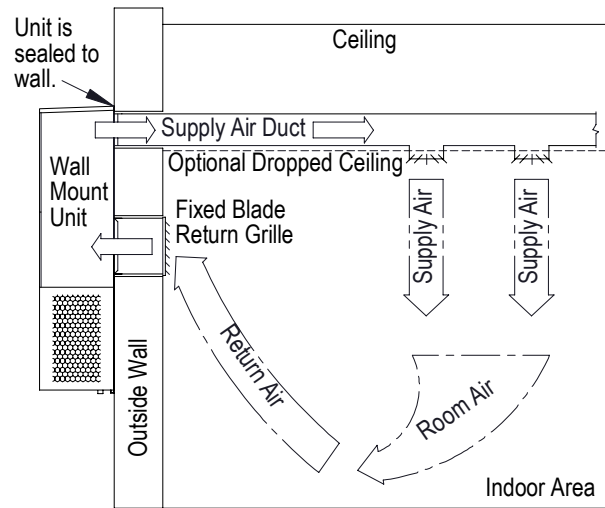 Unit is
sealed to
wall.
Ceiling
Supply Air Duct
Optional Dropped Ceiling
Wall
Mount
Unit
Fixed Blade
Return Grille
Supply Air
Supply Air
Return Air
Room Air
Outside Wall
Indoor Area